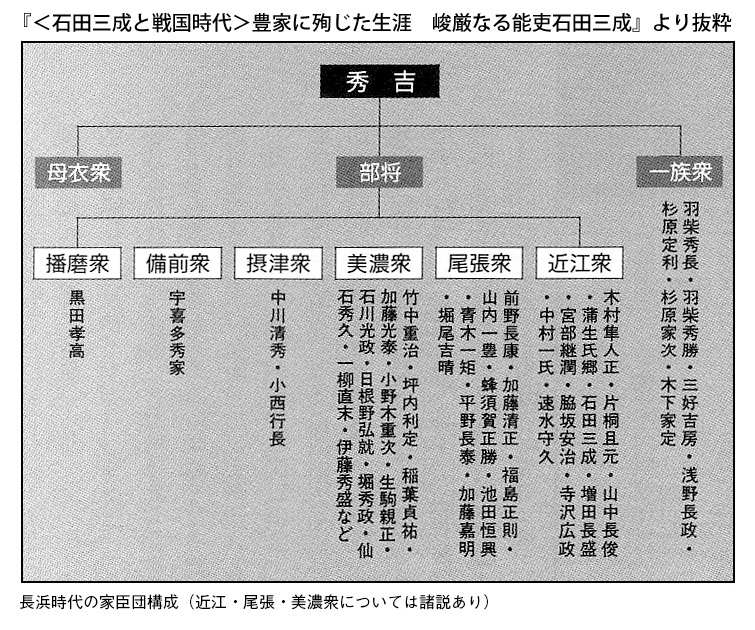 『＜石田三成と戦国時代＞豊家に殉じた生涯　峻厳なる能吏石田三成』より抜粋
秀　吉
母衣衆
部将
一族衆
羽柴秀長・羽柴秀勝・三好吉房・浅野長政・
杉原定利・杉原家次・木下家定
播磨衆
備前衆
摂津衆
美濃衆
尾張衆
近江衆
黒田孝高
宇喜多秀家
中川清秀・小西行長
竹中重治・坪内利定・稲葉貞祐・
加藤光泰・小野木重次・生駒親正・
石川光政・日根野弘就・堀秀政・仙
石秀久・一柳直末・伊藤秀盛など
前野長康・加藤清正・福島正則・
山内一豊・蜂須賀正勝・池田恒興
・青木一矩・平野長泰・加藤嘉明
・堀尾吉晴
木村隼人正・片桐且元・山中長俊
・蒲生氏郷・石田三成・増田長盛
・宮部継潤・脇坂安治・寺沢広政
・中村一氏・速水守久
長浜時代の家臣団構成（近江・尾張・美濃衆については諸説あり）